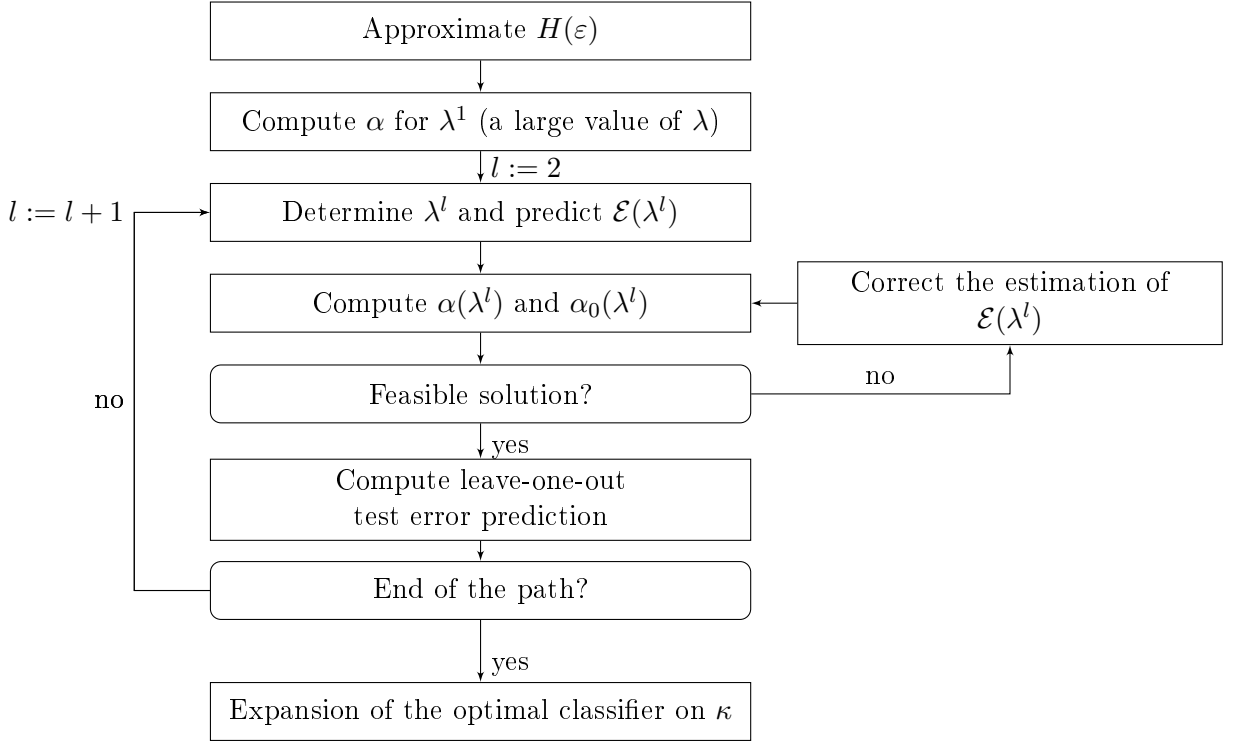 Approximate H(ε)
Compute α for λ¹ (a large value of λ)
l := 2
l := l + 1
Determine λˡ and predict ℰ(λˡ)
Compute α(λˡ) and α₀(λˡ)
Correct the estimation of
ℰ(λˡ)
Feasible solution?
no
no
yes
Compute leave-one-out
test error prediction
End of the path?
yes
Expansion of the optimal classifier on κ